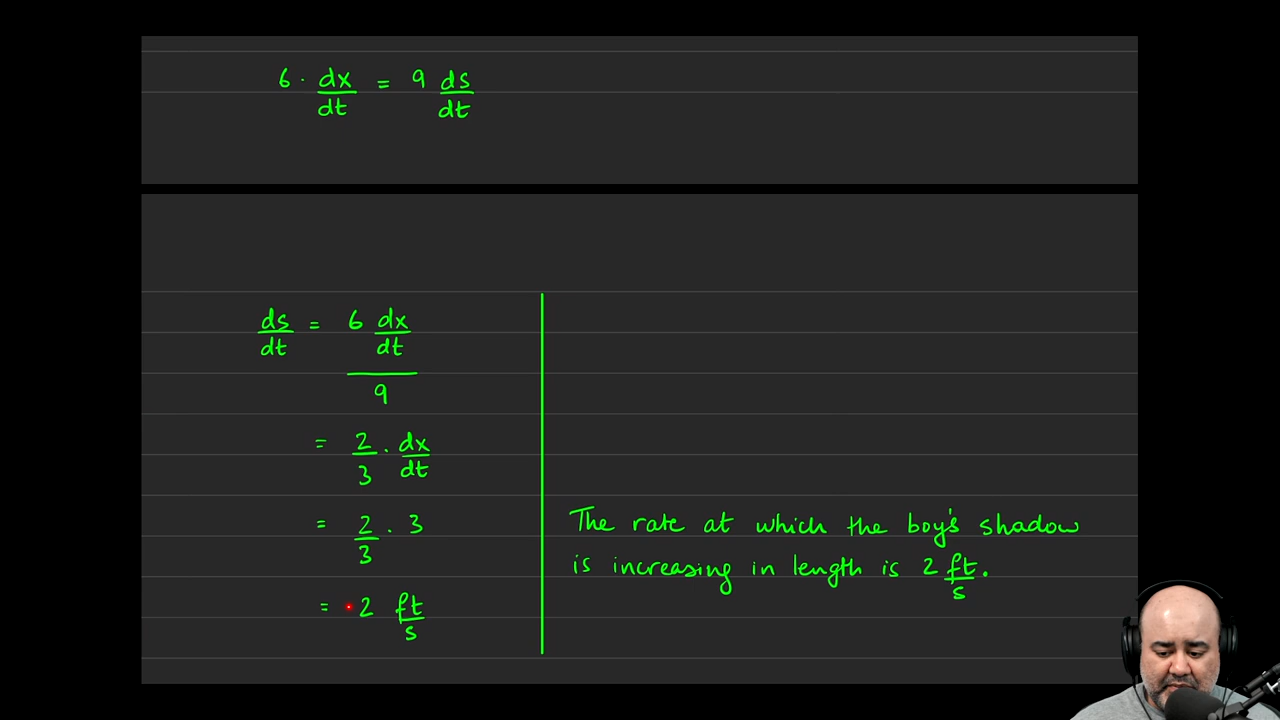 6 · dx/dt = 9 ds/dt
ds/dt = 6 dx/dt / 9
= 2/3 · dx/dt
= 2/3 · 3
= 2 ft/s
The rate at which the boy's shadow
is increasing in length is 2 ft/s.